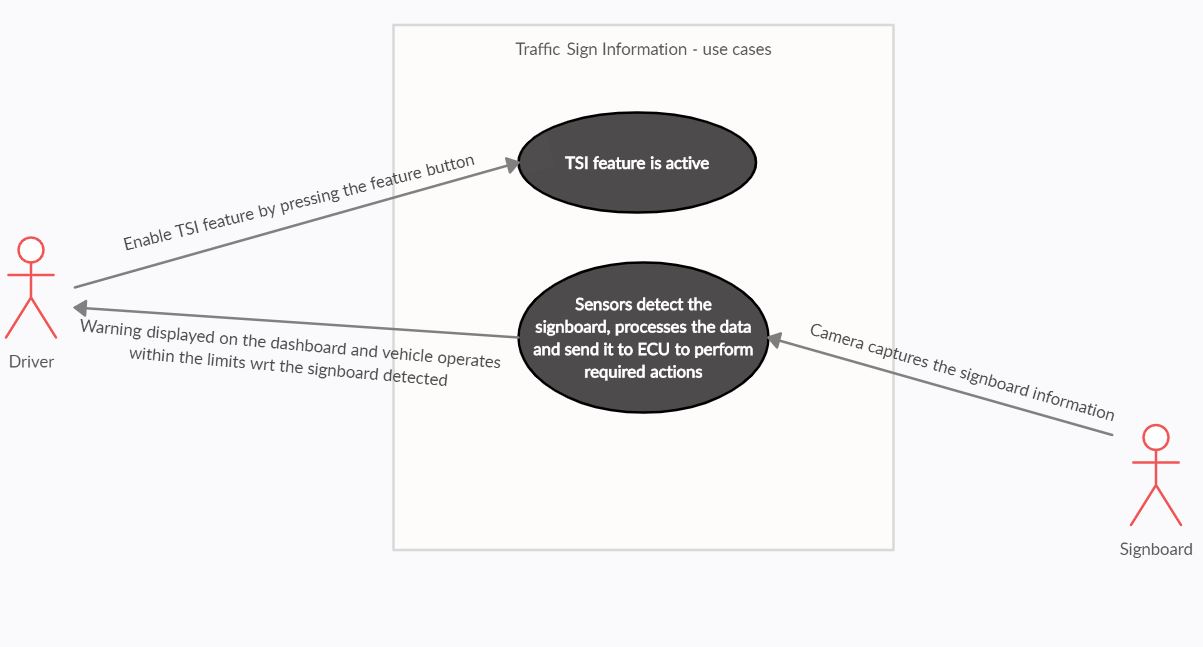 Traffic Sign Information - use cases
TSI feature is active
Enable TSI feature by pressing the feature button
Sensors detect the
signboard, processes the data
and send it to ECU to perform
required actions
Warning displayed on the dashboard and vehicle operates
within the limits wrt the signboard detected
Camera captures the signboard information
Driver
Signboard